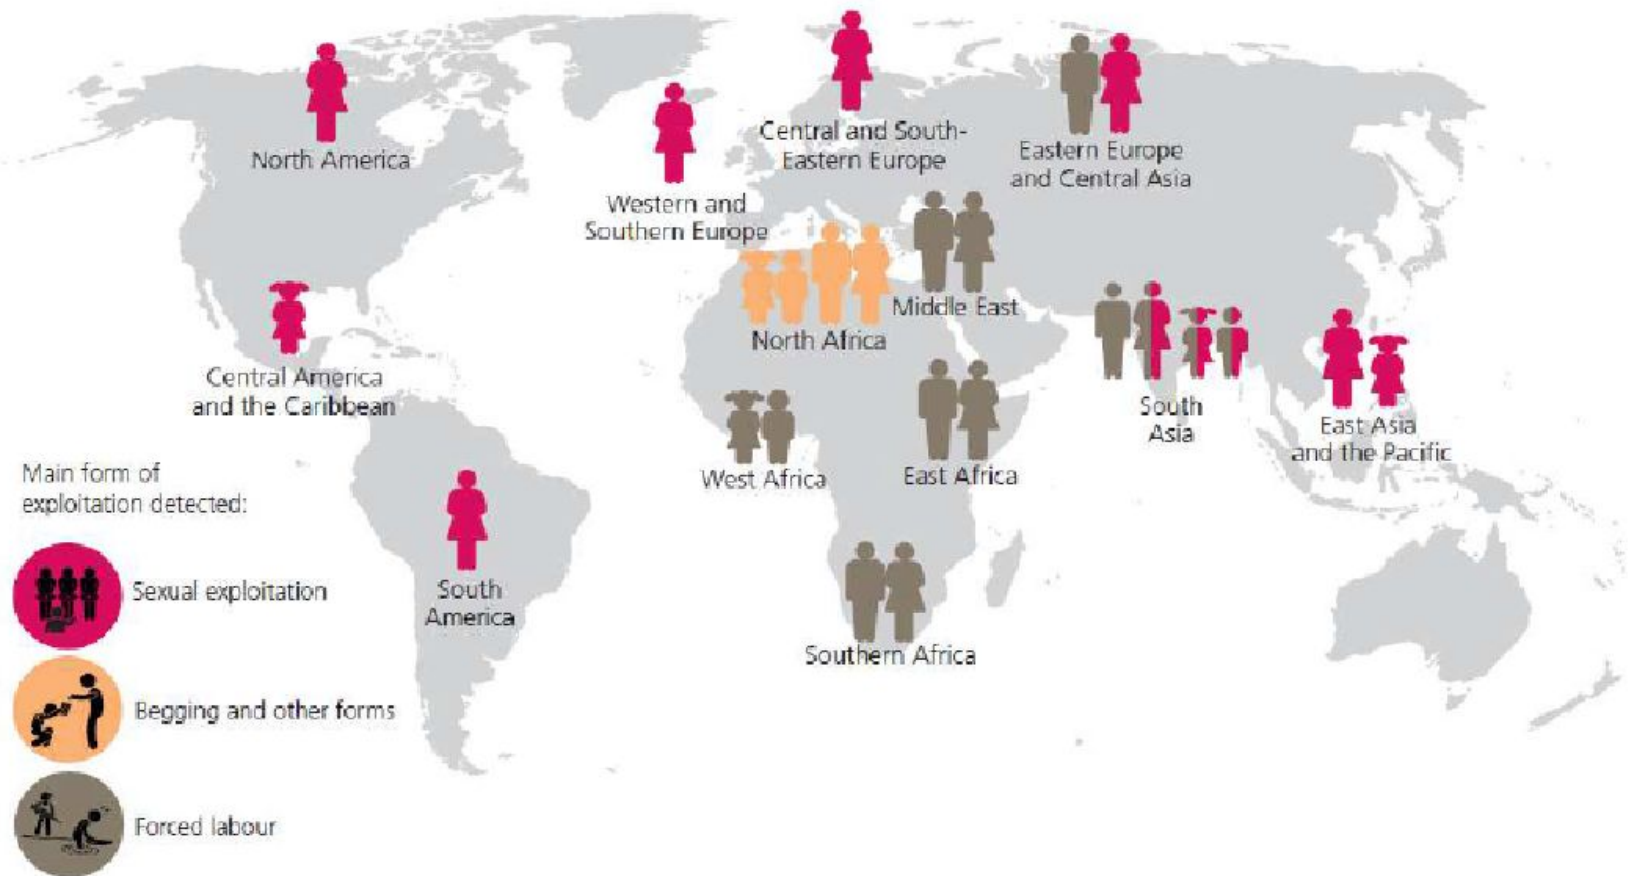 North America
Central and South-
Eastern Europe
Eastern Europe
and Central Asia
Western and
Southern Europe
Middle East
North Africa
Central America
and the Caribbean
South
Asia
East Asia
and the Pacific
West Africa
East Africa
South
America
Southern Africa
Main form of
exploitation detected:
Sexual exploitation
Begging and other forms
Forced labour